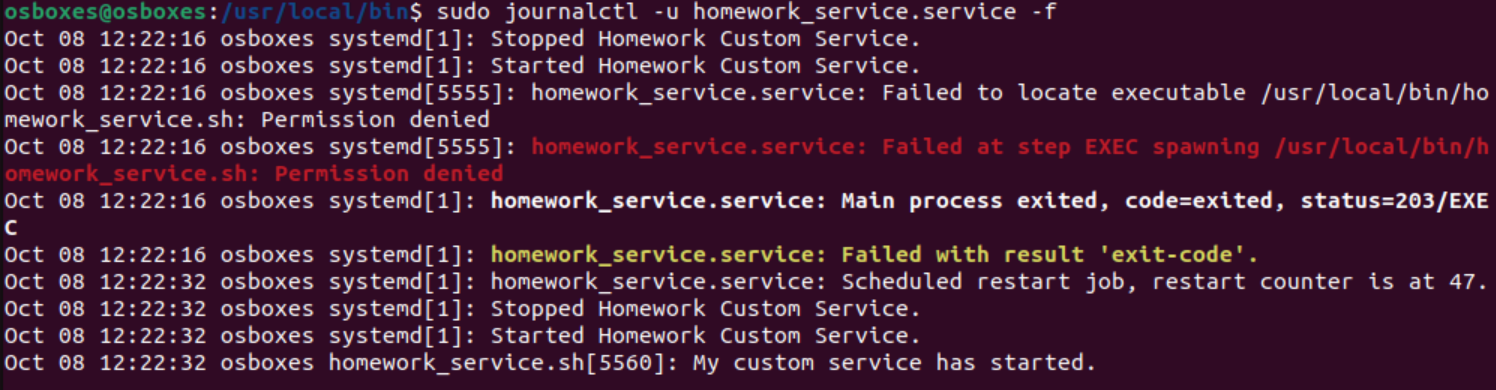 osboxes@osboxes:/usr/local/bin$ sudo journalctl -u homework_service.service -f
Oct 08 12:22:16 osboxes systemd[1]: Stopped Homework Custom Service.
Oct 08 12:22:16 osboxes systemd[1]: Started Homework Custom Service.
Oct 08 12:22:16 osboxes systemd[5555]: homework_service.service: Failed to locate executable /usr/local/bin/ho
mework_service.sh: Permission denied
Oct 08 12:22:16 osboxes systemd[5555]: homework_service.service: Failed at step EXEC spawning /usr/local/bin/h
omework_service.sh: Permission denied
Oct 08 12:22:16 osboxes systemd[1]: homework_service.service: Main process exited, code=exited, status=203/EXE
C
Oct 08 12:22:16 osboxes systemd[1]: homework_service.service: Failed with result 'exit-code'.
Oct 08 12:22:32 osboxes systemd[1]: homework_service.service: Scheduled restart job, restart counter is at 47.
Oct 08 12:22:32 osboxes systemd[1]: Stopped Homework Custom Service.
Oct 08 12:22:32 osboxes systemd[1]: Started Homework Custom Service.
Oct 08 12:22:32 osboxes homework_service.sh[5560]: My custom service has started.